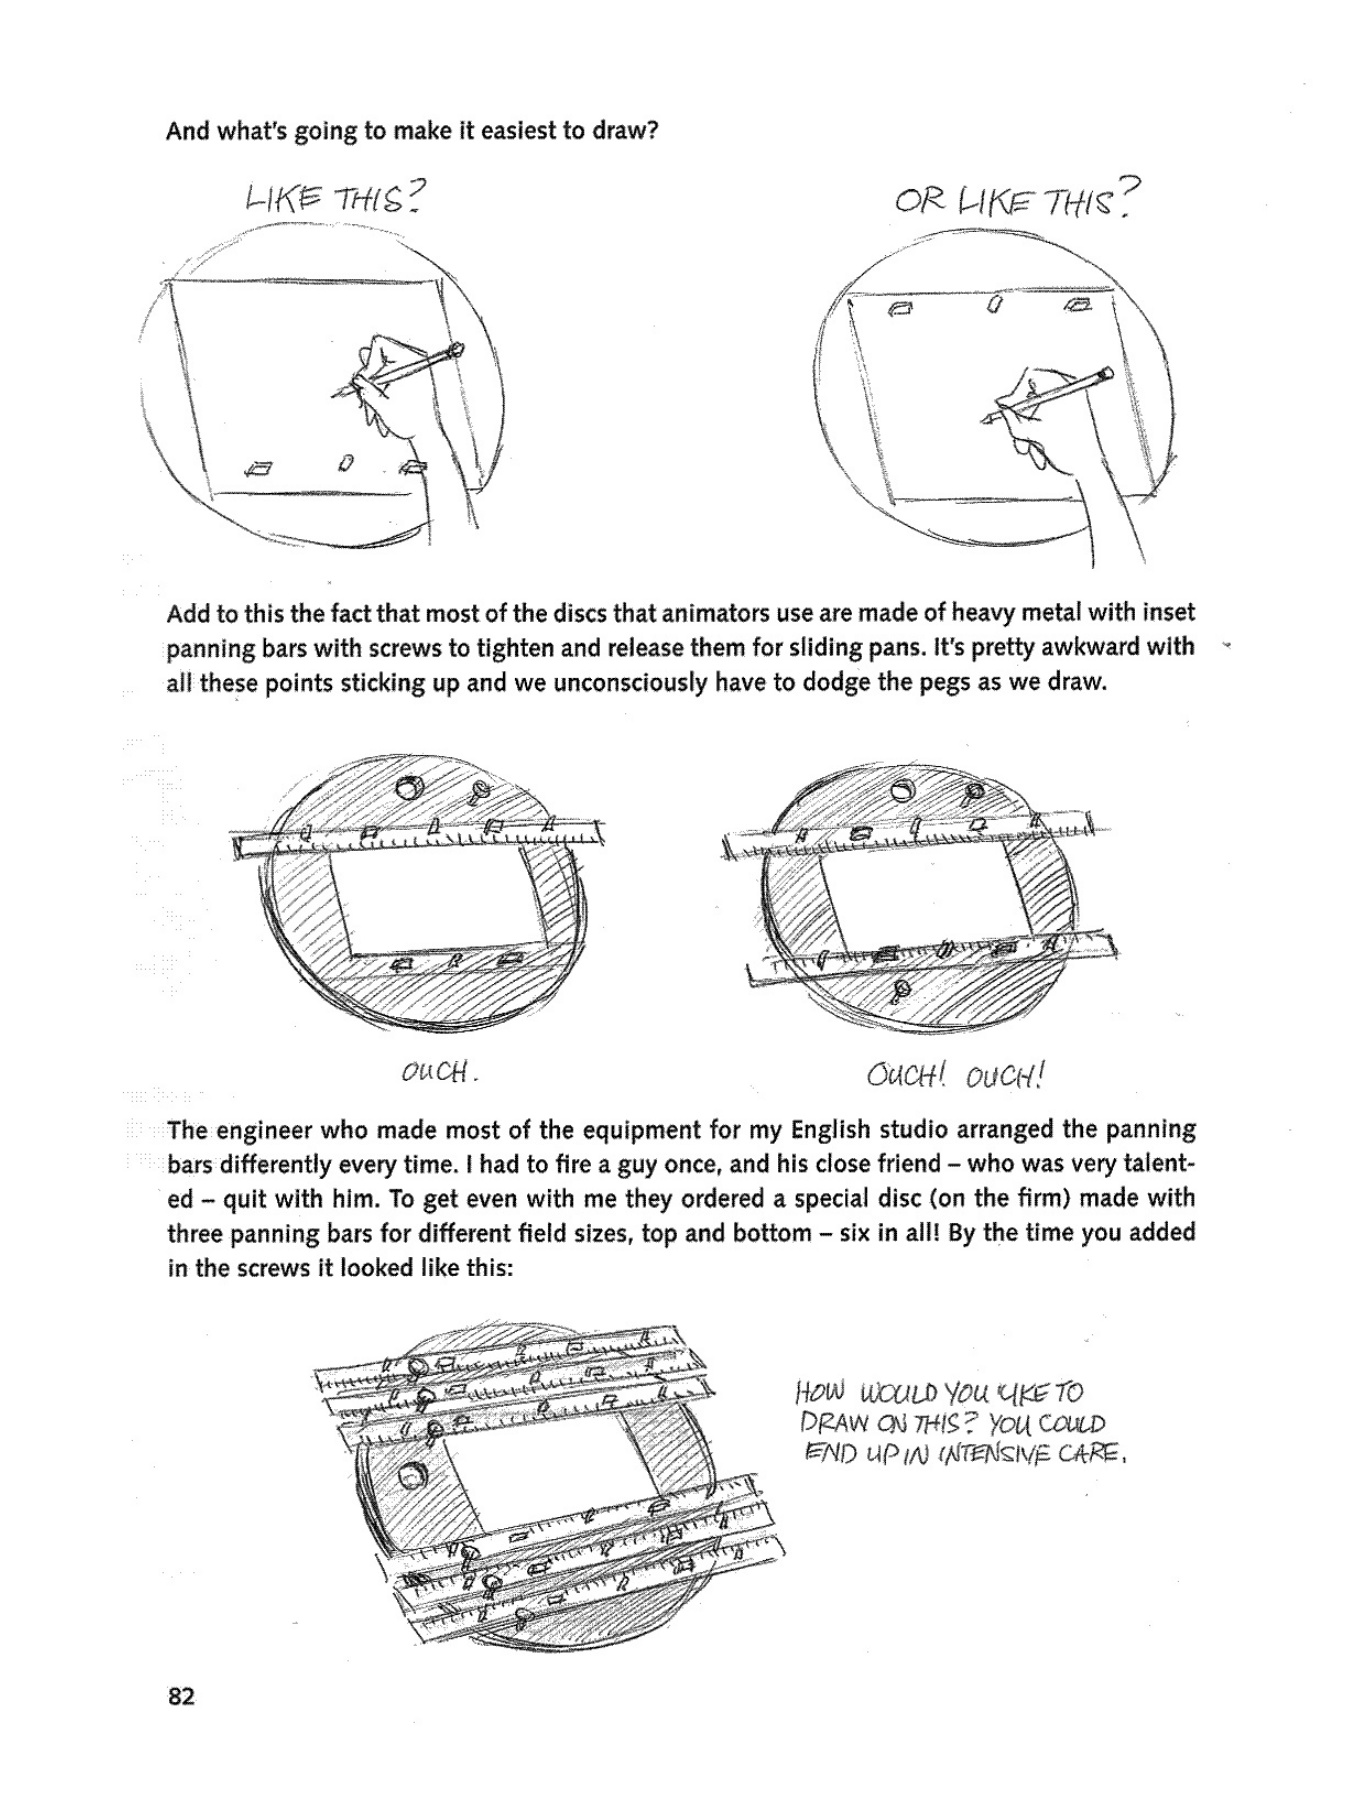 And what's going to make it easiest to draw?
LIKE THIS?
OR LIKE THIS?
Add to this the fact that most of the discs that animators use are made of heavy metal with inset
panning bars with screws to tighten and release them for sliding pans. It's pretty awkward with
all these points sticking up and we unconsciously have to dodge the pegs as we draw.
OUCH.
OUCH! OUCH!
The engineer who made most of the equipment for my English studio arranged the panning
bars differently every time. I had to fire a guy once, and his close friend – who was very talent-
ed – quit with him. To get even with me they ordered a special disc (on the firm) made with
three panning bars for different field sizes, top and bottom – six in all! By the time you added
in the screws it looked like this:
HOW WOULD YOU LIKE TO
DRAW ON THIS? YOU COULD
END UP IN INTENSIVE CARE.
82